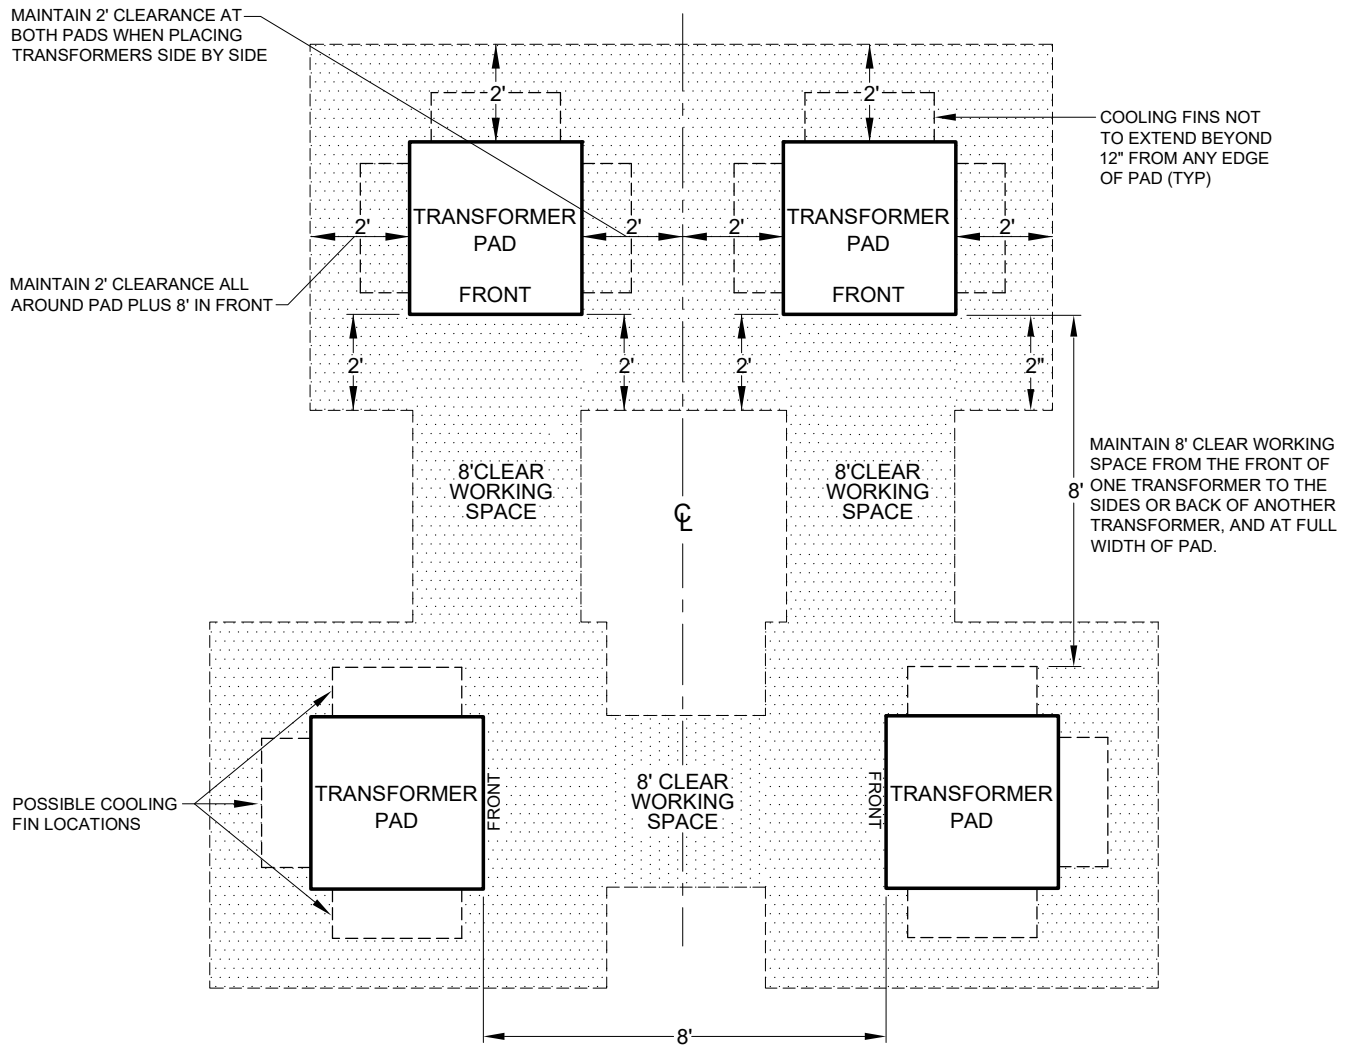 MAINTAIN 2' CLEARANCE AT
BOTH PADS WHEN PLACING
TRANSFORMERS SIDE BY SIDE
2'
2'
COOLING FINS NOT
TO EXTEND BEYOND
12" FROM ANY EDGE
OF PAD (TYP)
TRANSFORMER
PAD
FRONT
TRANSFORMER
PAD
FRONT
2'
2'
2'
2'
MAINTAIN 2' CLEARANCE ALL
AROUND PAD PLUS 8' IN FRONT
2'
2'
2'
2"
8'CLEAR
WORKING
SPACE
8'CLEAR
WORKING
SPACE
CL
8'
MAINTAIN 8' CLEAR WORKING
SPACE FROM THE FRONT OF
ONE TRANSFORMER TO THE
SIDES OR BACK OF ANOTHER
TRANSFORMER, AND AT FULL
WIDTH OF PAD.
POSSIBLE COOLING
FIN LOCATIONS
TRANSFORMER
PAD
FRONT
8' CLEAR
WORKING
SPACE
FRONT
TRANSFORMER
PAD
8'